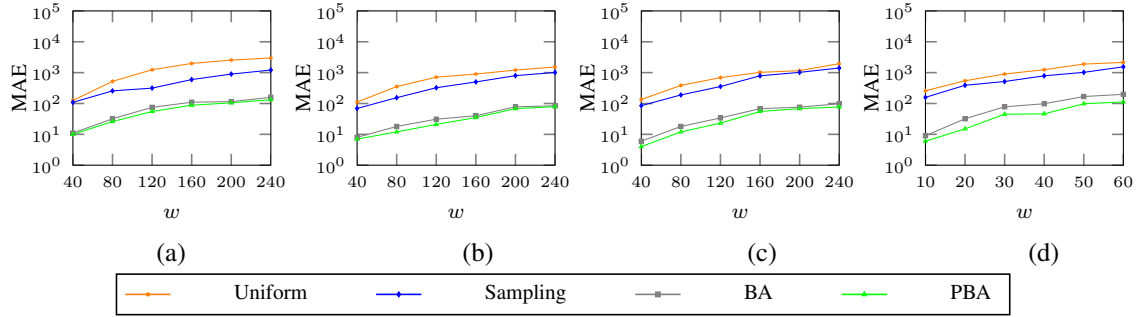 10^5 10^5 10^5 10^5
10^4 10^4 10^4 10^4
10^3 10^3 10^3 10^3
10^2 10^2 10^2 10^2
10^1 10^1 10^1 10^1
10^0 10^0 10^0 10^0
MAE MAE MAE MAE
40 80 120 160 200 240 40 80 120 160 200 240 40 80 120 160 200 240 10 20 30 40 50 60
w w w w
(a) (b) (c) (d)
Uniform Sampling BA PBA